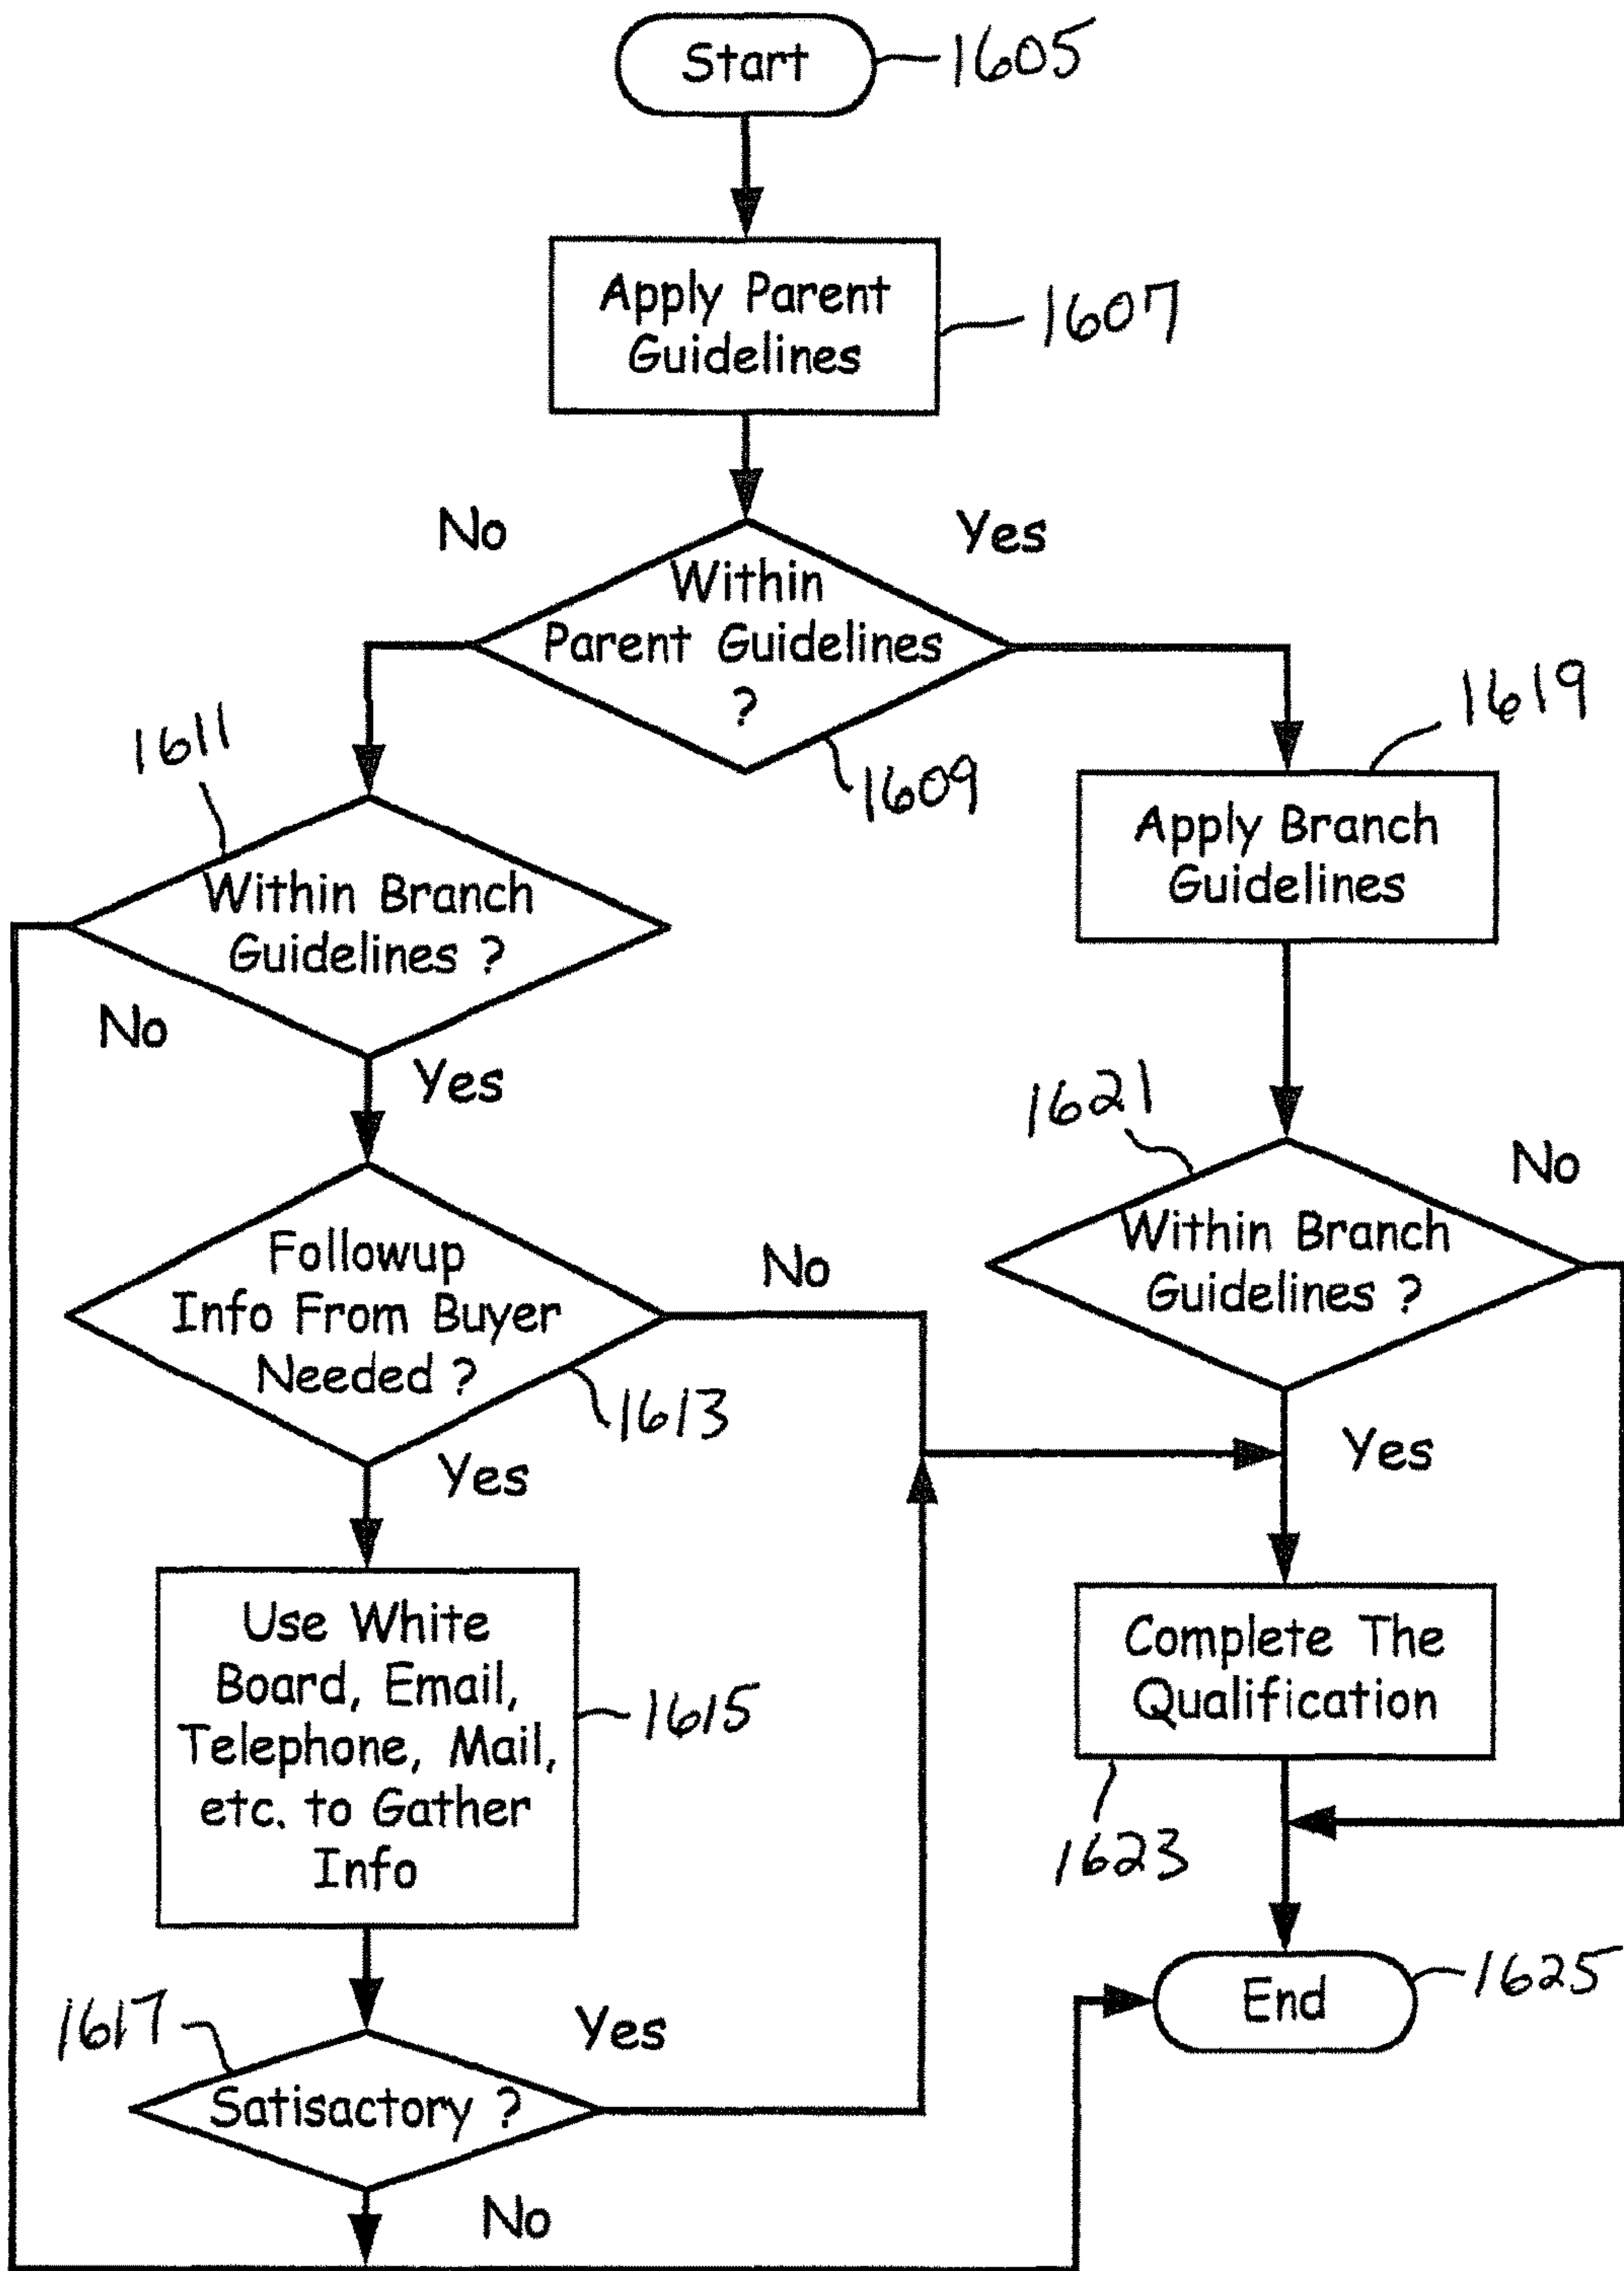 Start
1605
Apply Parent
Guidelines
1607
No
Yes
Within
Parent Guidelines
?
1609
1611
1619
Within Branch
Guidelines ?
Apply Branch
Guidelines
No
Yes
1621
No
Followup
Info From Buyer
Needed ?
No
1613
Within Branch
Guidelines ?
Yes
Yes
Use White
Board, Email,
Telephone, Mail,
etc. to Gather
Info
1615
Complete The
Qualification
1623
1617
Satisactory ?
Yes
No
End
1625